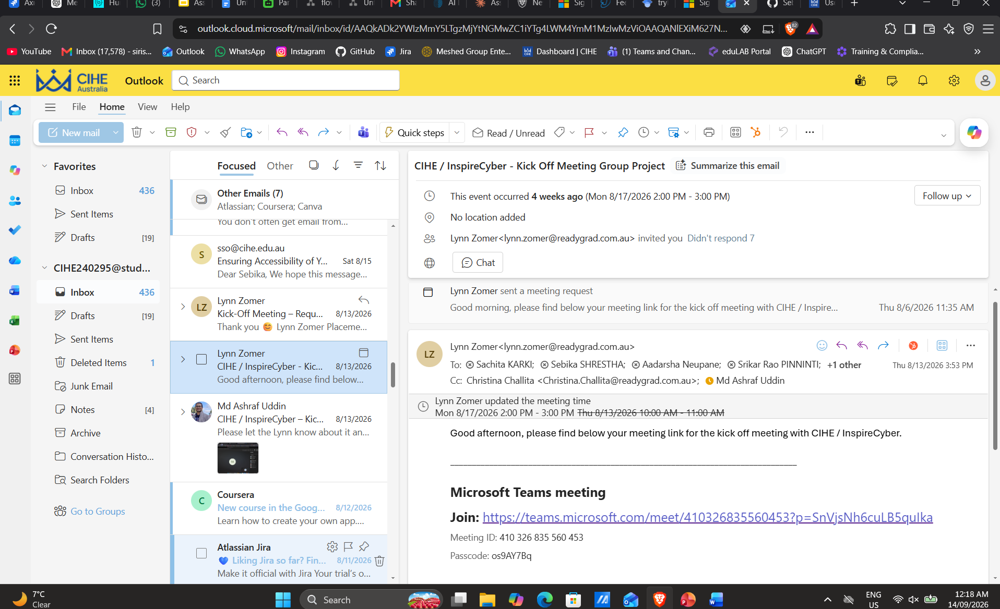 Me
(3)
outlook.cloud.microsoft/mail/inbox/id/AAQkADk2YWIzMmY5LTgzMjYtNGMwZC1iYTg4LWM4YmM1MzIwMzViOAAQANlEXiM627N...
82
YouTube
Inbox (17,578) - siris...
Outlook
WhatsApp
Instagram
GitHub
Jira
Meshed Group Ente...
Dashboard | CIHE
(1) Teams and Chan...
eduLAB Portal
ChatGPT
Training & Complia...
CIHE
Australia
Outlook
Search
File
Home
View
Help
New mail
Quick steps
Read / Unread
Favorites
Inbox 436
Sent Items
Drafts [19]
CIHE240295@stud...
Inbox 436
Drafts [19]
Sent Items
Deleted Items 1
Junk Email
Notes [4]
Archive
Conversation Histo...
Search Folders
Go to Groups
Focused
Other
Other Emails (7)
Atlassian; Coursera; Canva
You don't often get email from...
S
sso@cihe.edu.au
Ensuring Accessibility of Y... Sat 8/15
Dear Sebika, We hope this message...
LZ
Lynn Zomer
Kick-Off Meeting – Requ... 8/13/2026
Thank you 😊 Lynn Zomer Placeme...
Lynn Zomer
CIHE / InspireCyber - Kic... 8/13/2026
Good afternoon, please find below...
Md Ashraf Uddin
CIHE / InspireCyber – Kic... 8/13/2026
Please let the Lynn know about it an...
C
Coursera
New course in the Goog... 8/12/2026
Learn how to create your own app....
Atlassian Jira
💙 Liking Jira so far? Fin... 8/11/2026
Make it official with Jira Your trial's o...
CIHE / InspireCyber - Kick Off Meeting Group Project
Summarize this email
This event occurred 4 weeks ago (Mon 8/17/2026 2:00 PM - 3:00 PM)
Follow up
No location added
Lynn Zomer<lynn.zomer@readygrad.com.au> invited you Didn't respond 7
Chat
Lynn Zomer sent a meeting request
Good morning, please find below your meeting link for the kick off meeting with CIHE / Inspire... Thu 8/6/2026 11:35 AM
LZ
Lynn Zomer<lynn.zomer@readygrad.com.au>
To: Sachita KARKI; Sebika SHRESTHA; Aadarsha Neupane; Srikar Rao PINNINTI; +1 other
Thu 8/13/2026 3:53 PM
Cc: Christina Challita <Christina.Challita@readygrad.com.au>; Md Ashraf Uddin
Lynn Zomer updated the meeting time
Mon 8/17/2026 2:00 PM - 3:00 PM Thu 8/13/2026 10:00 AM - 11:00 AM
Good afternoon, please find below your meeting link for the kick off meeting with CIHE / InspireCyber.
Microsoft Teams meeting
Join: https://teams.microsoft.com/meet/410326835560453?p=SnVjsNh6cuLB5qulka
Meeting ID: 410 326 835 560 453
Passcode: os9AY7Bq
7°C
Clear
Search
ENG
US
12:18 AM
14/09/2026